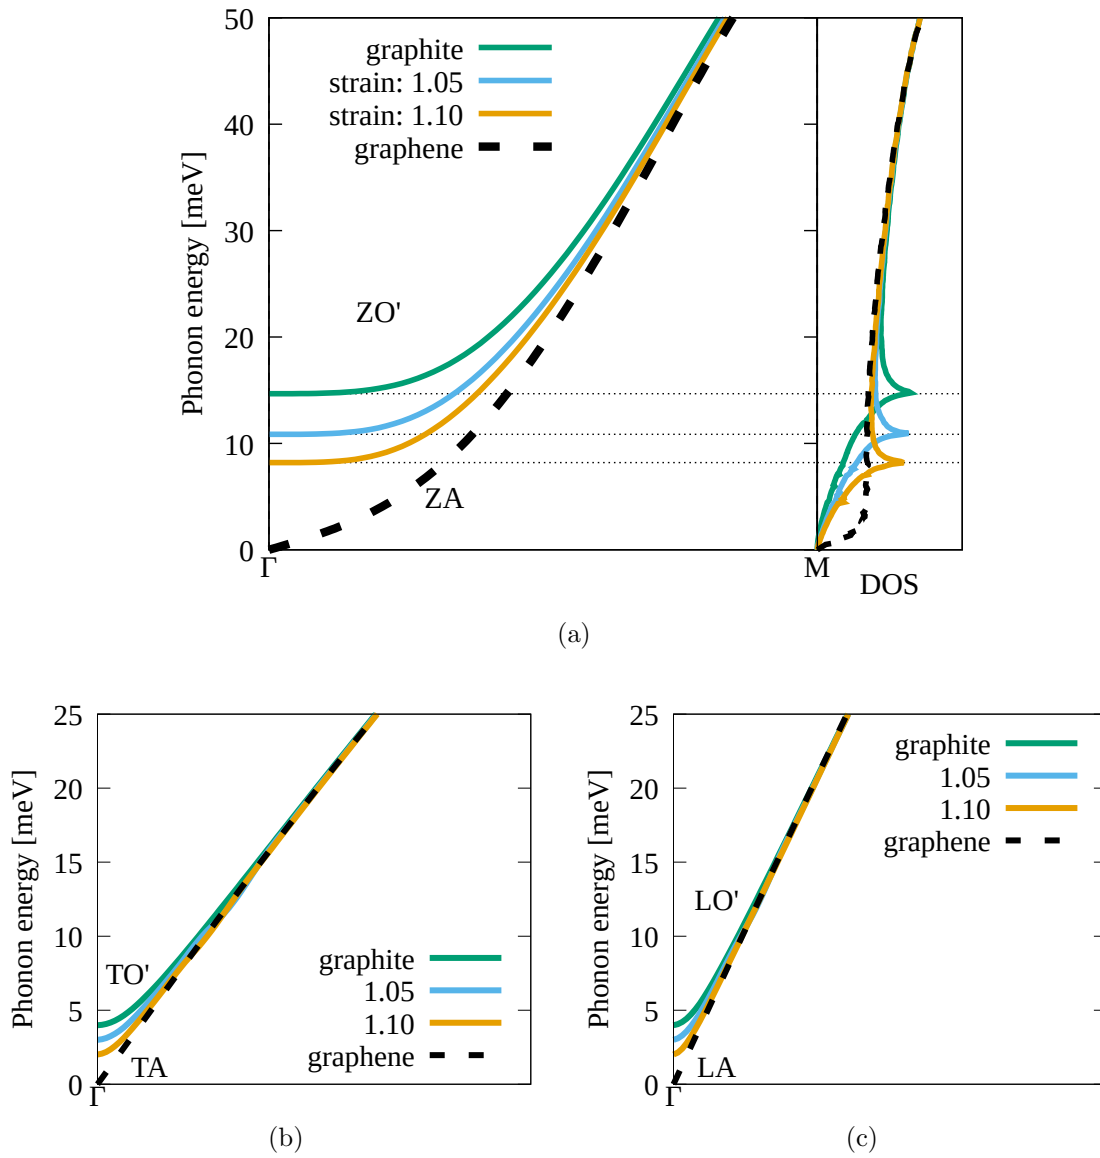 50
40
30
20
10
0
Phonon energy [meV]
graphite
strain: 1.05
strain: 1.10
graphene
ZO'
ZA
Γ
M
DOS
(a)
25
20
15
10
5
0
Phonon energy [meV]
TO'
TA
graphite
1.05
1.10
graphene
Γ
(b)
25
20
15
10
5
0
Phonon energy [meV]
graphite
1.05
1.10
graphene
LO'
LA
Γ
(c)